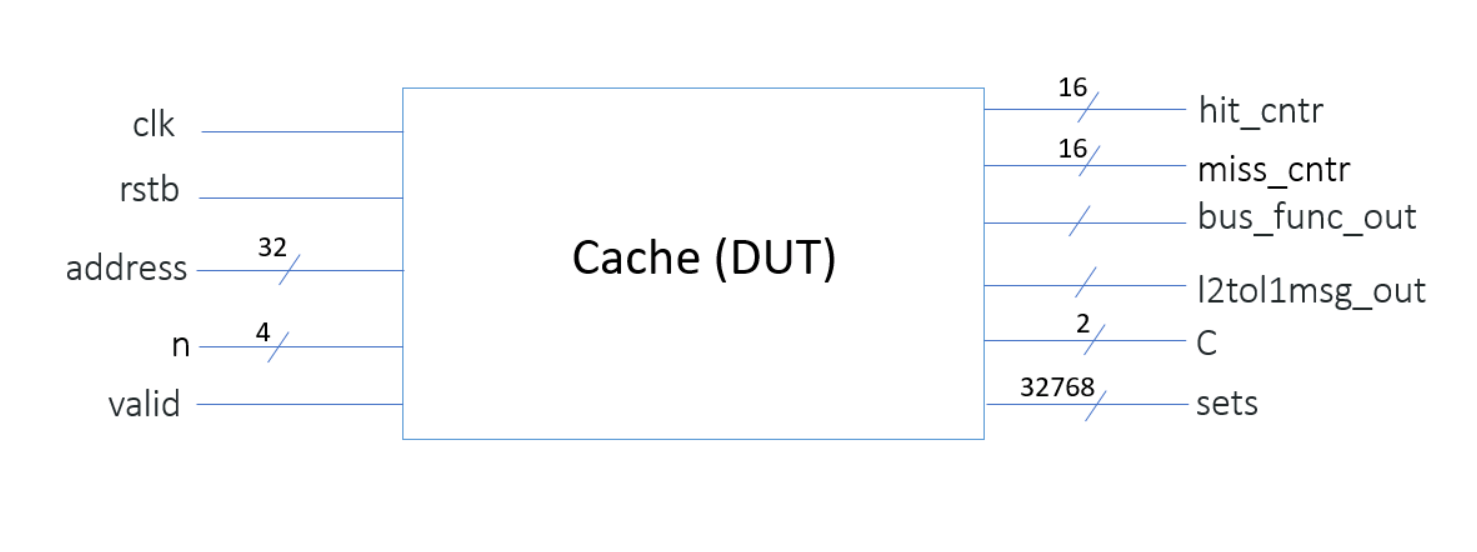 clk
rstb
address
32
n
4
valid
Cache (DUT)
16
hit_cntr
16
miss_cntr
bus_func_out
l2tol1msg_out
2
C
32768
sets